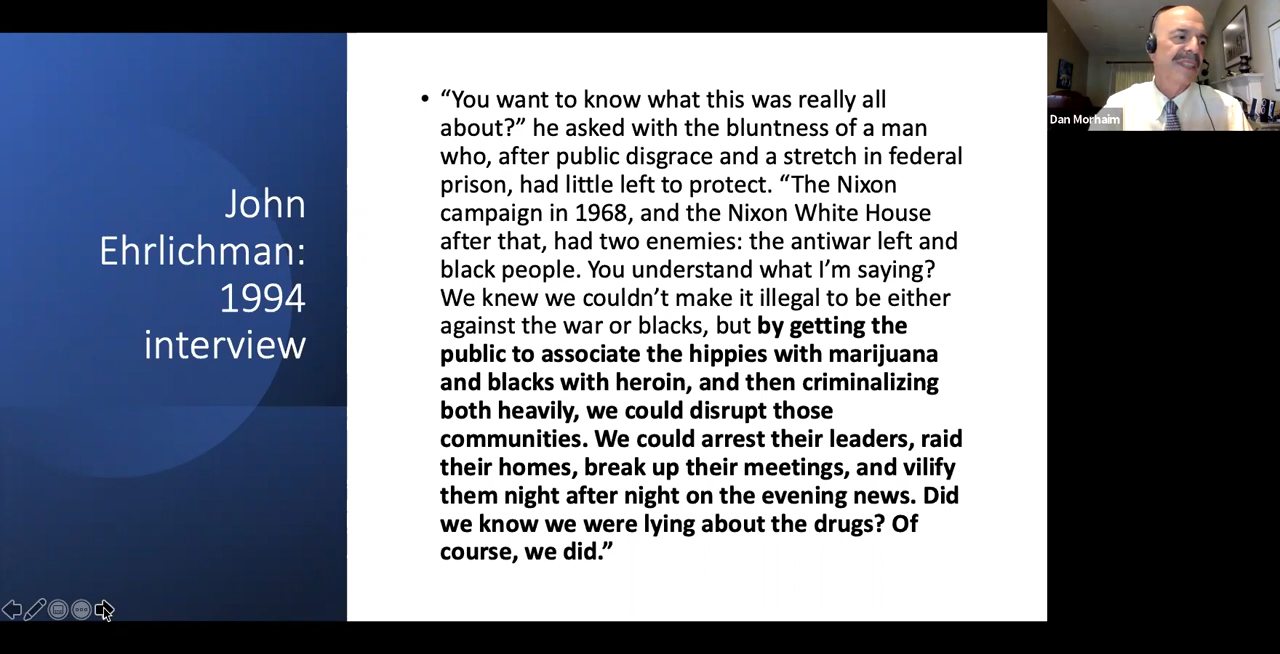 John
Ehrlichman:
1994
interview
• “You want to know what this was really all
about?” he asked with the bluntness of a man
who, after public disgrace and a stretch in federal
prison, had little left to protect. “The Nixon
campaign in 1968, and the Nixon White House
after that, had two enemies: the antiwar left and
black people. You understand what I’m saying?
We knew we couldn’t make it illegal to be either
against the war or blacks, but by getting the
public to associate the hippies with marijuana
and blacks with heroin, and then criminalizing
both heavily, we could disrupt those
communities. We could arrest their leaders, raid
their homes, break up their meetings, and vilify
them night after night on the evening news. Did
we know we were lying about the drugs? Of
course, we did.”
Dan Morhaim